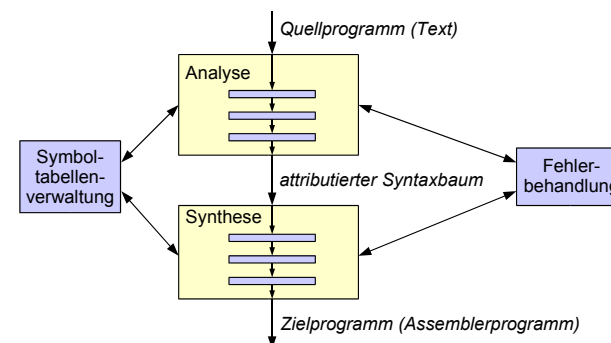 Quellprogramm (Text)
Analyse
Symbol-
tabellen-
verwaltung
attributierter Syntaxbaum
Fehler-
behandlung
Synthese
Zielprogramm (Assemblerprogramm)